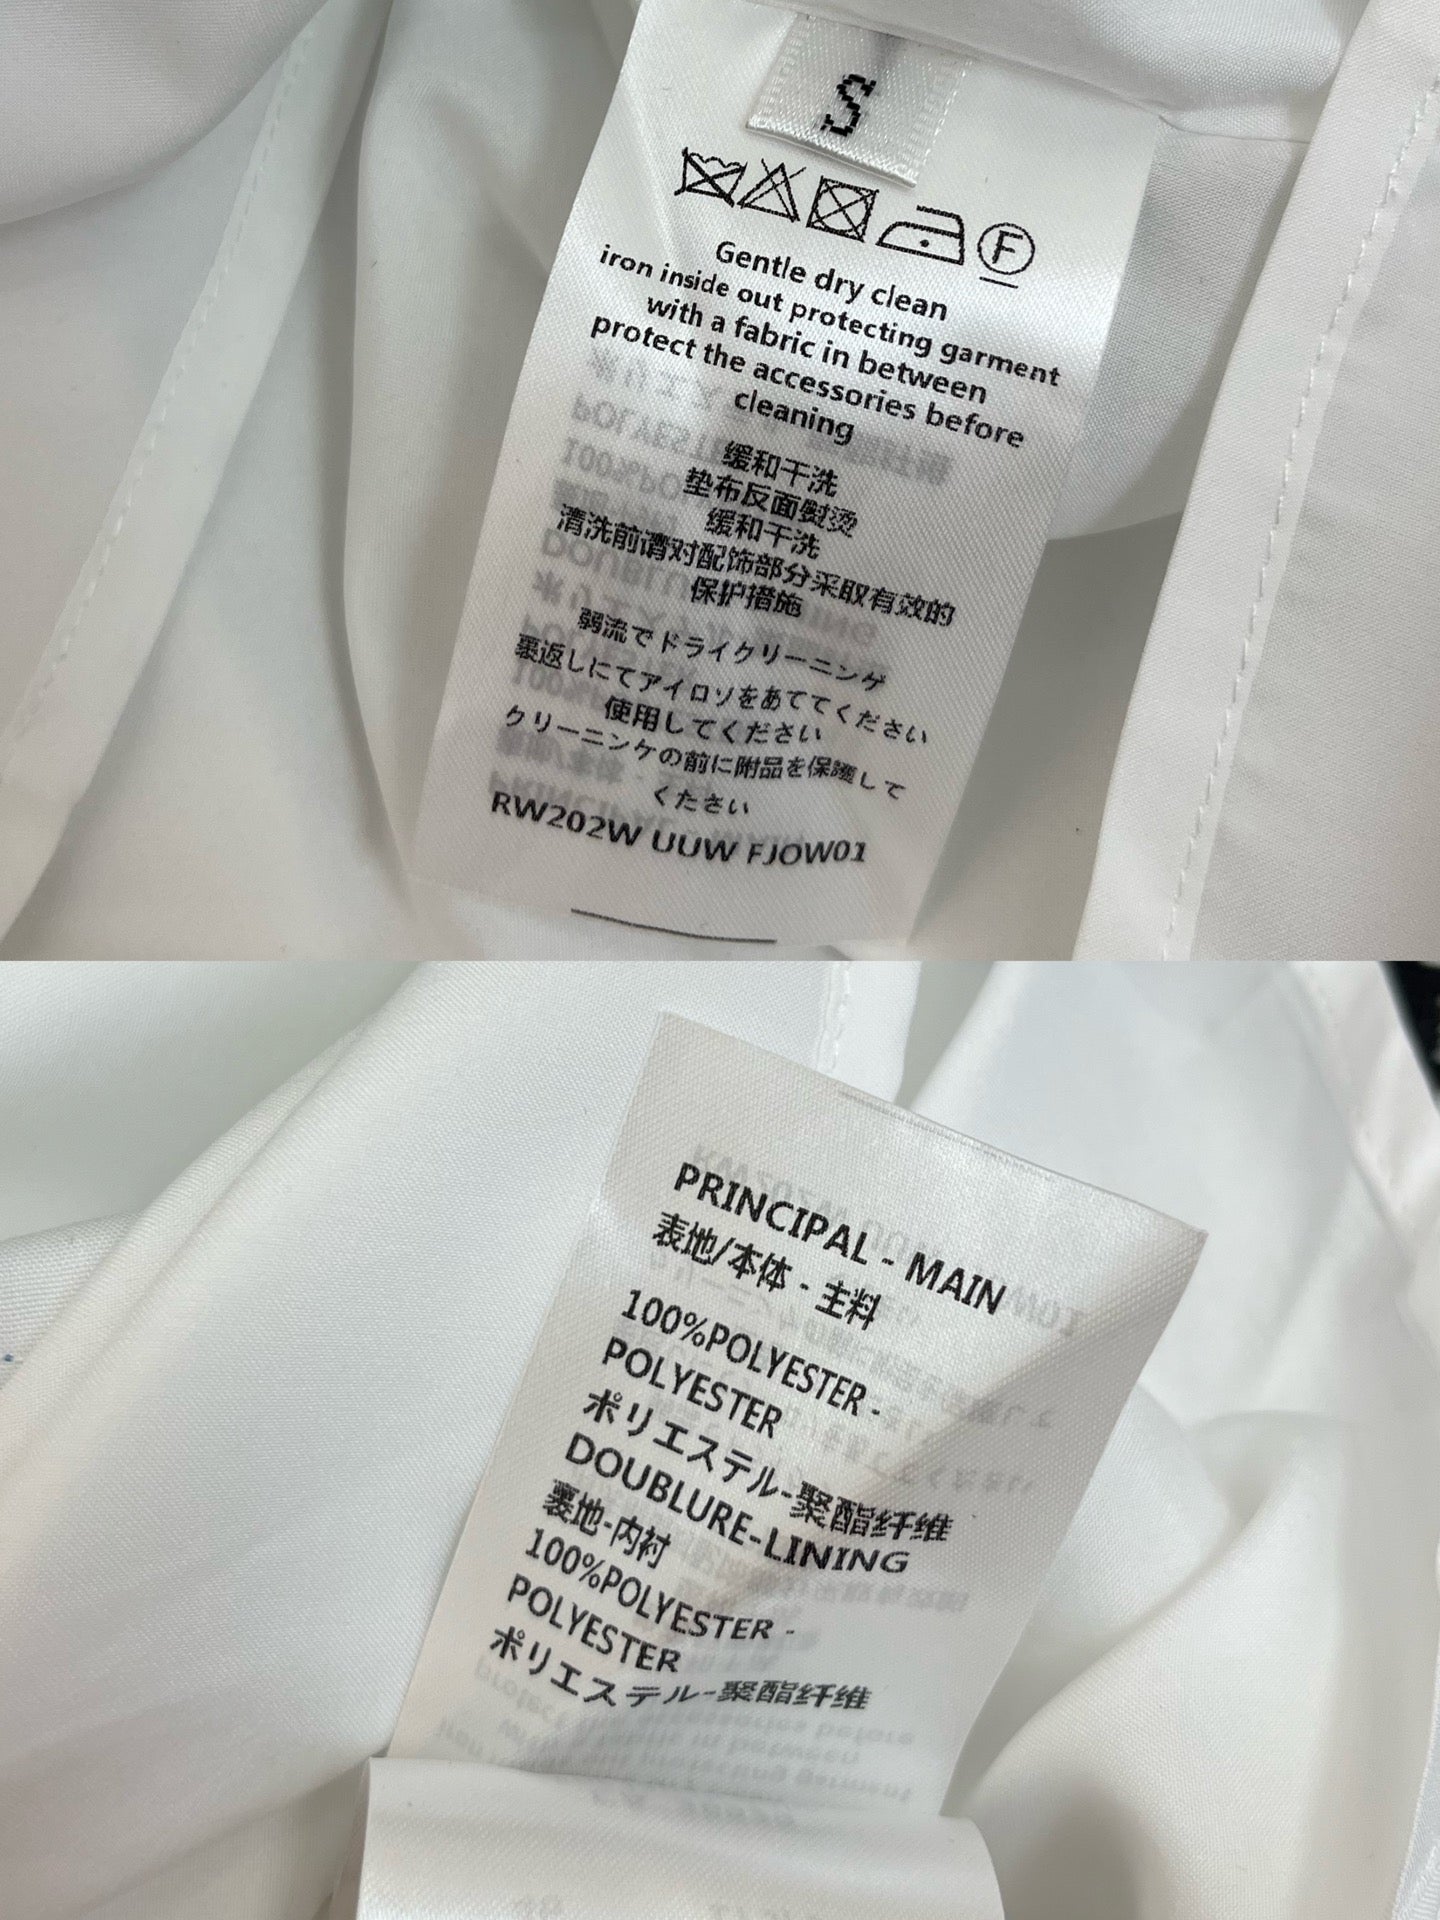 S
F
Gentle dry clean
iron inside out protecting garment
with a fabric in between
protect the accessories before
cleaning
缓和干洗
垫布反面熨烫
缓和干洗
清洗前请对配饰部分采取有效的
保护措施
弱流でドライクリーニンゲ
裏返しにてアイロソをあててください
使用してください
クリーニンケの前に附品を保護して
ください
RW202W UUW FJOW01
PRINCIPAL - MAIN
表地/本体 - 主料
100%POLYESTER -
POLYESTER
ポリエステル-聚酯纤维
DOUBLURE-LINING
裏地-内衬
100%POLYESTER -
POLYESTER
ポリエステル-聚酯纤维